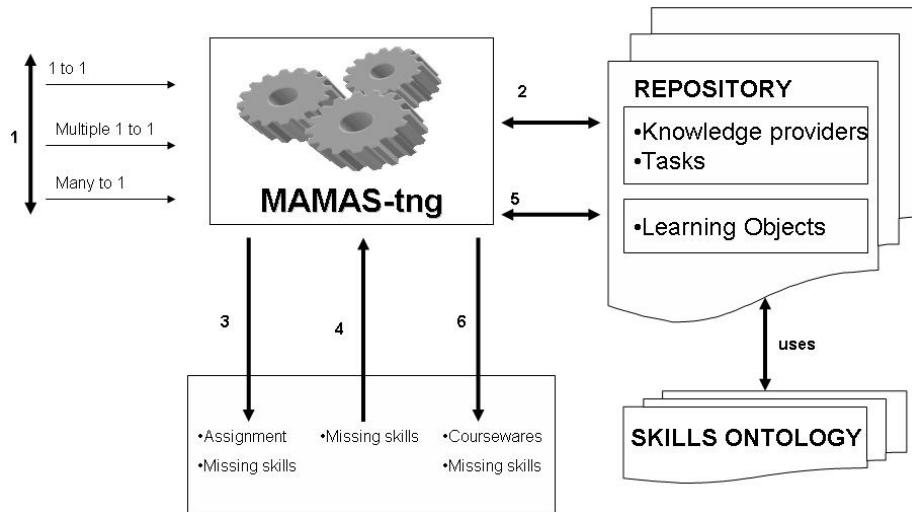 1
1 to 1
Multiple 1 to 1
Many to 1
MAMAS-tng
2
5
REPOSITORY
•Knowledge providers
•Tasks
•Learning Objects
3
4
6
uses
•Assignment
•Missing skills
•Missing skills
•Coursewares
•Missing skills
SKILLS ONTOLOGY